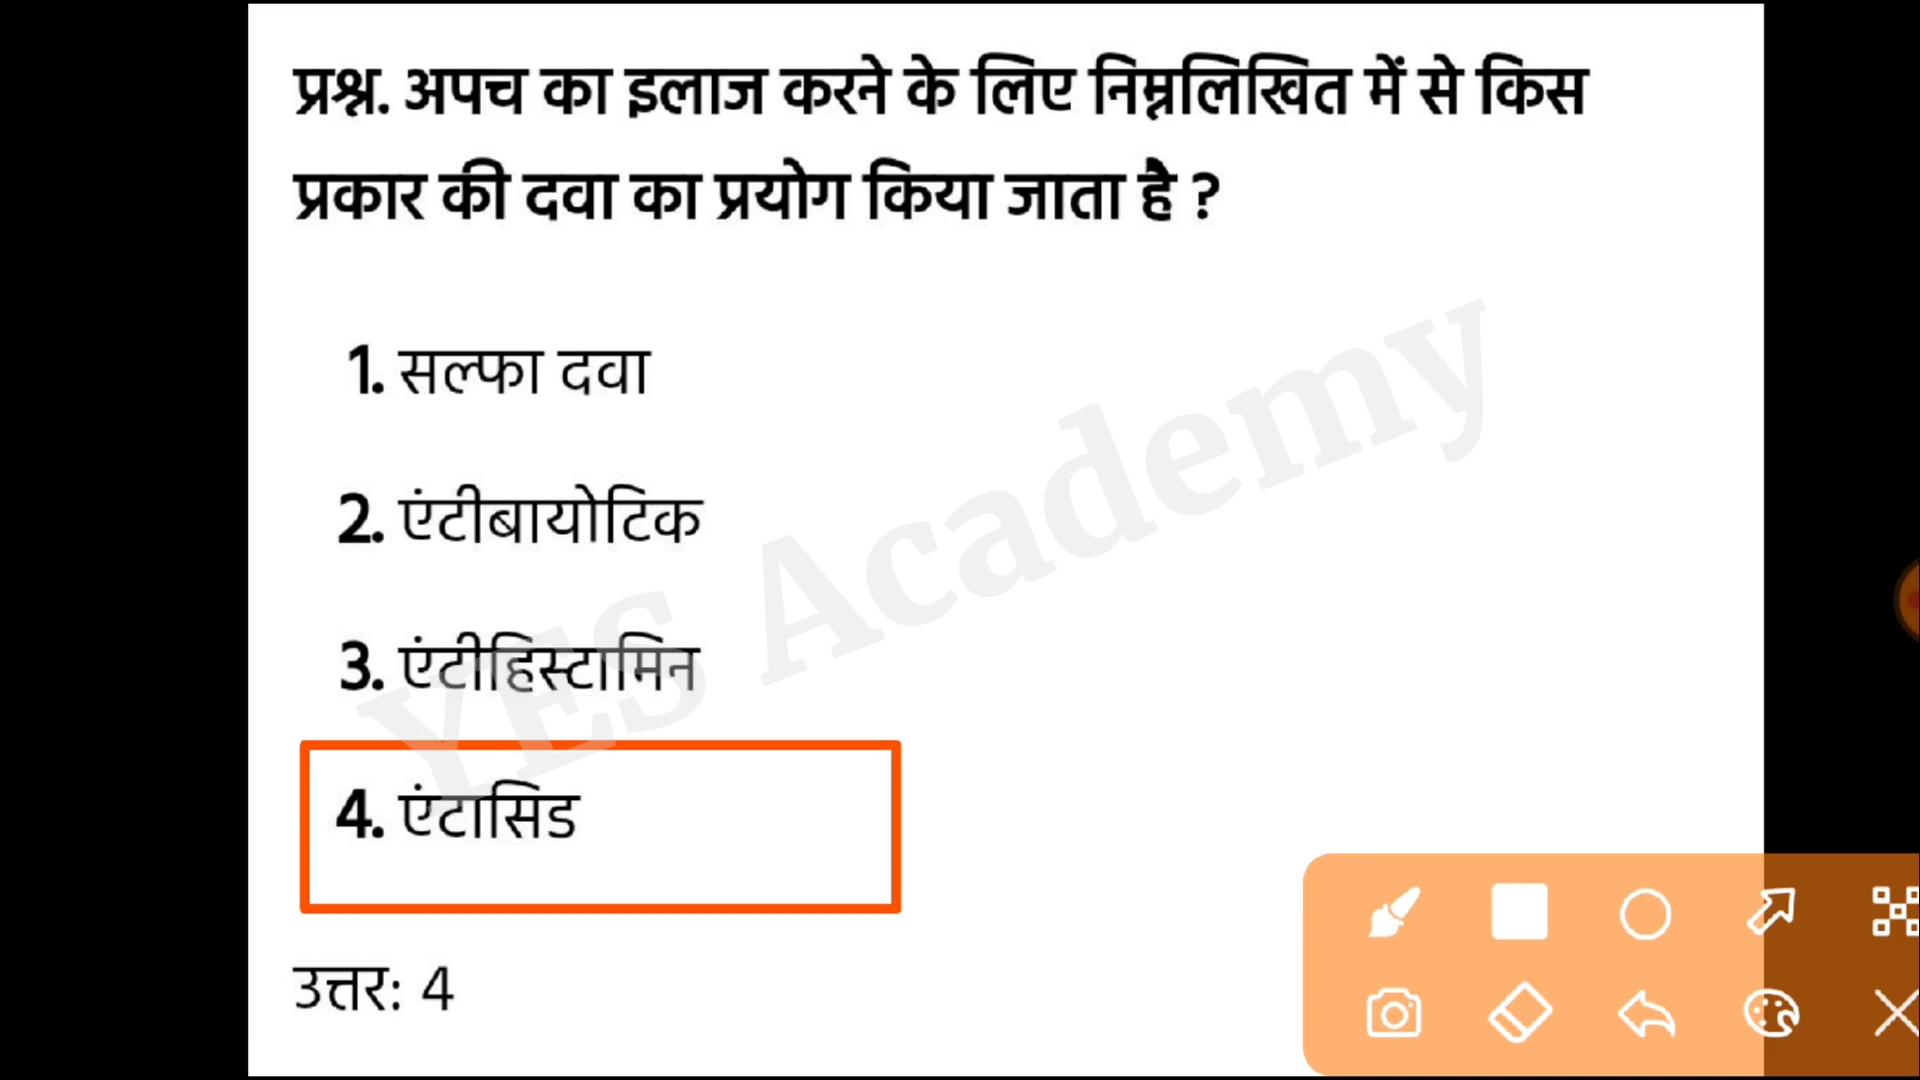 प्रश्न. अपच का इलाज करने के लिए निम्नलिखित में से किस
प्रकार की दवा का प्रयोग किया जाता है ?
1. सल्फा दवा
2. एंटीबायोटिक
3. एंटीहिस्टामिन
4. एंटासिड
उत्तर: 4
YES Academy